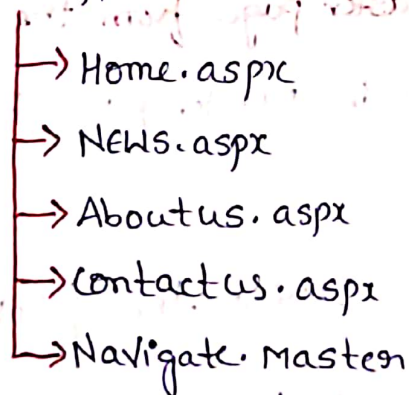 → Home.aspx
→ NEWS.aspx
→ Aboutus.aspx
→ Contactus.aspx
→ Navigate.Master